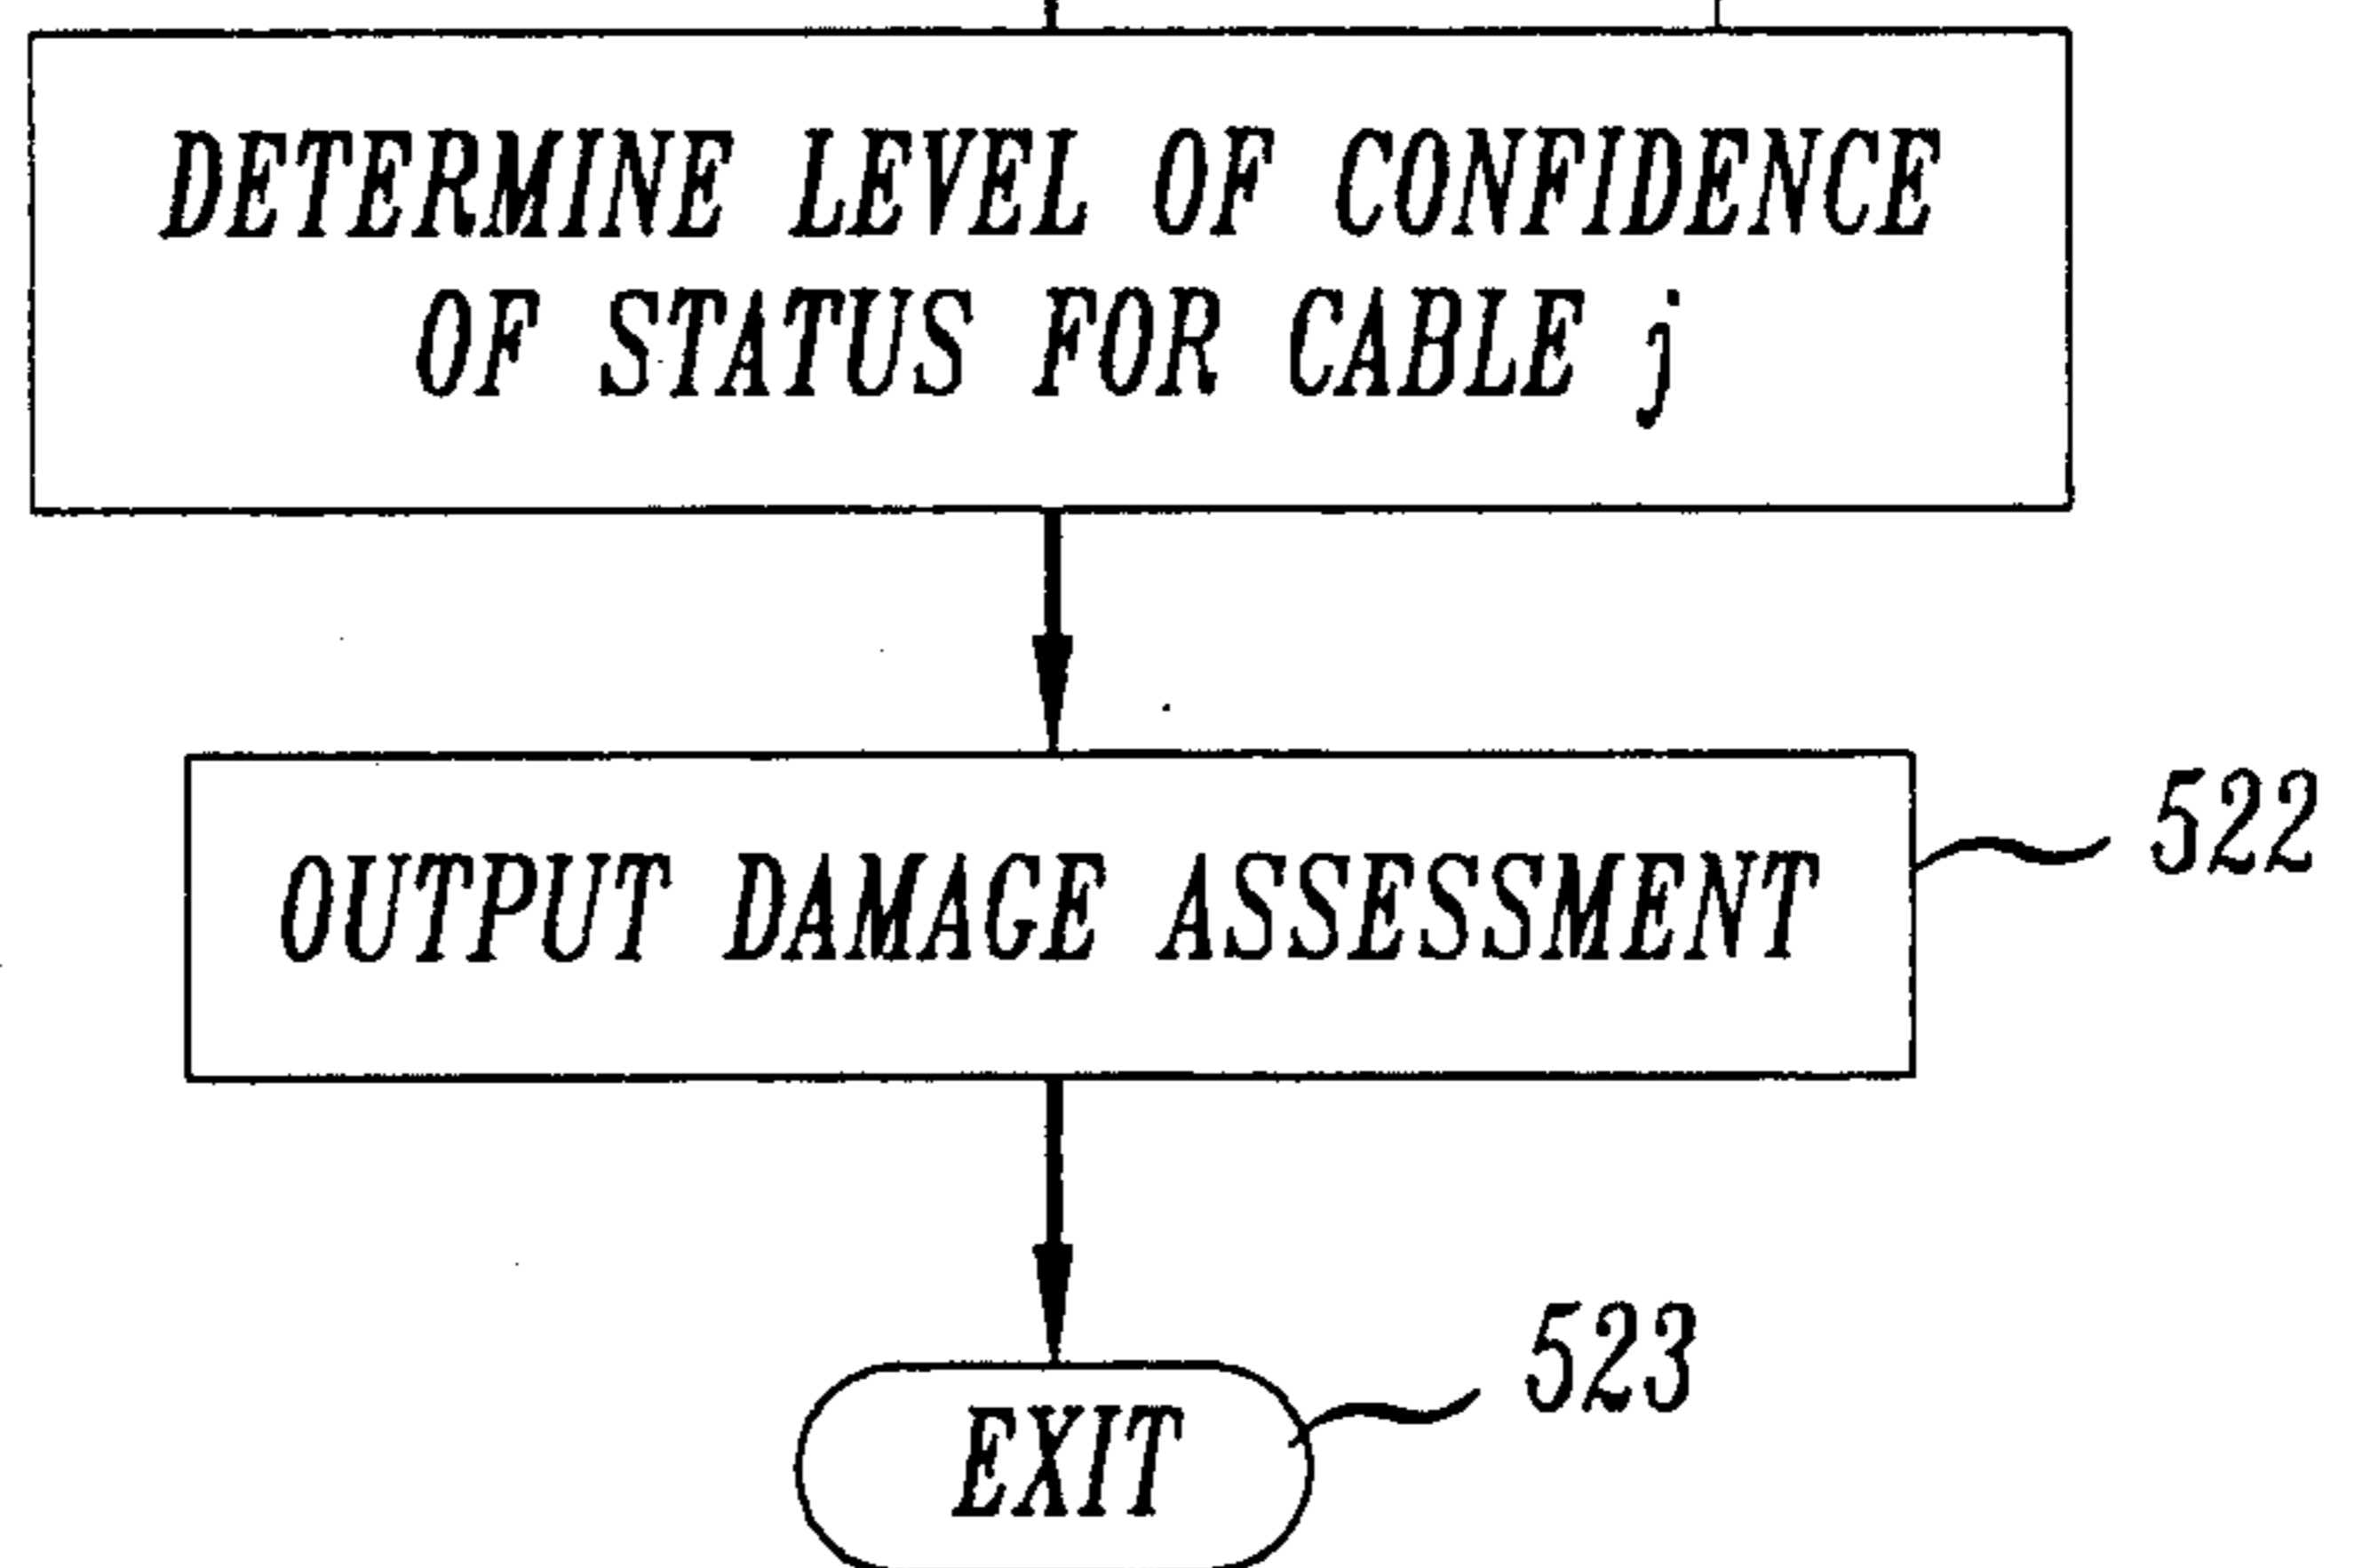 DETERMINE LEVEL OF CONFIDENCE
OF STATUS FOR CABLE j
OUTPUT DAMAGE ASSESSMENT
522
EXIT
523